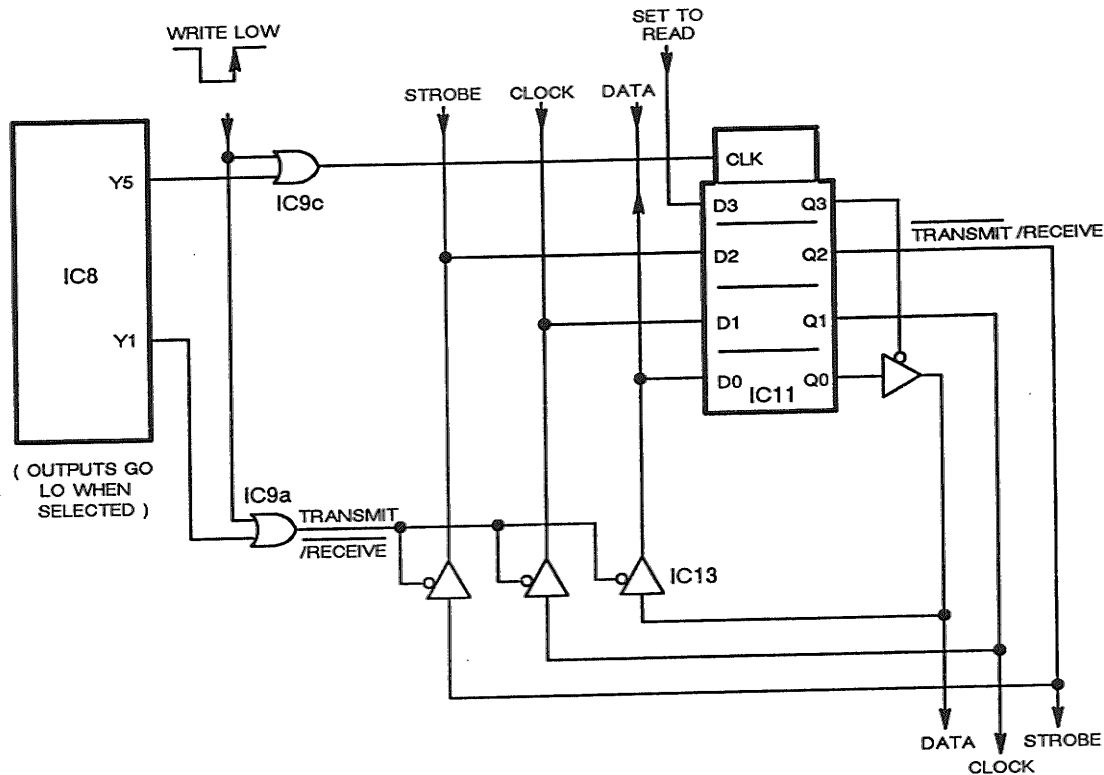 WRITE LOW
SET TO
READ
STROBE
CLOCK
DATA
CLK
Y5
IC9c
D3
Q3
TRANSMIT /RECEIVE
D2
Q2
IC8
D1
Q1
Y1
D0
Q0
IC11
( OUTPUTS GO
LO WHEN
SELECTED )
IC9a
TRANSMIT
/RECEIVE
IC13
DATA
STROBE
CLOCK